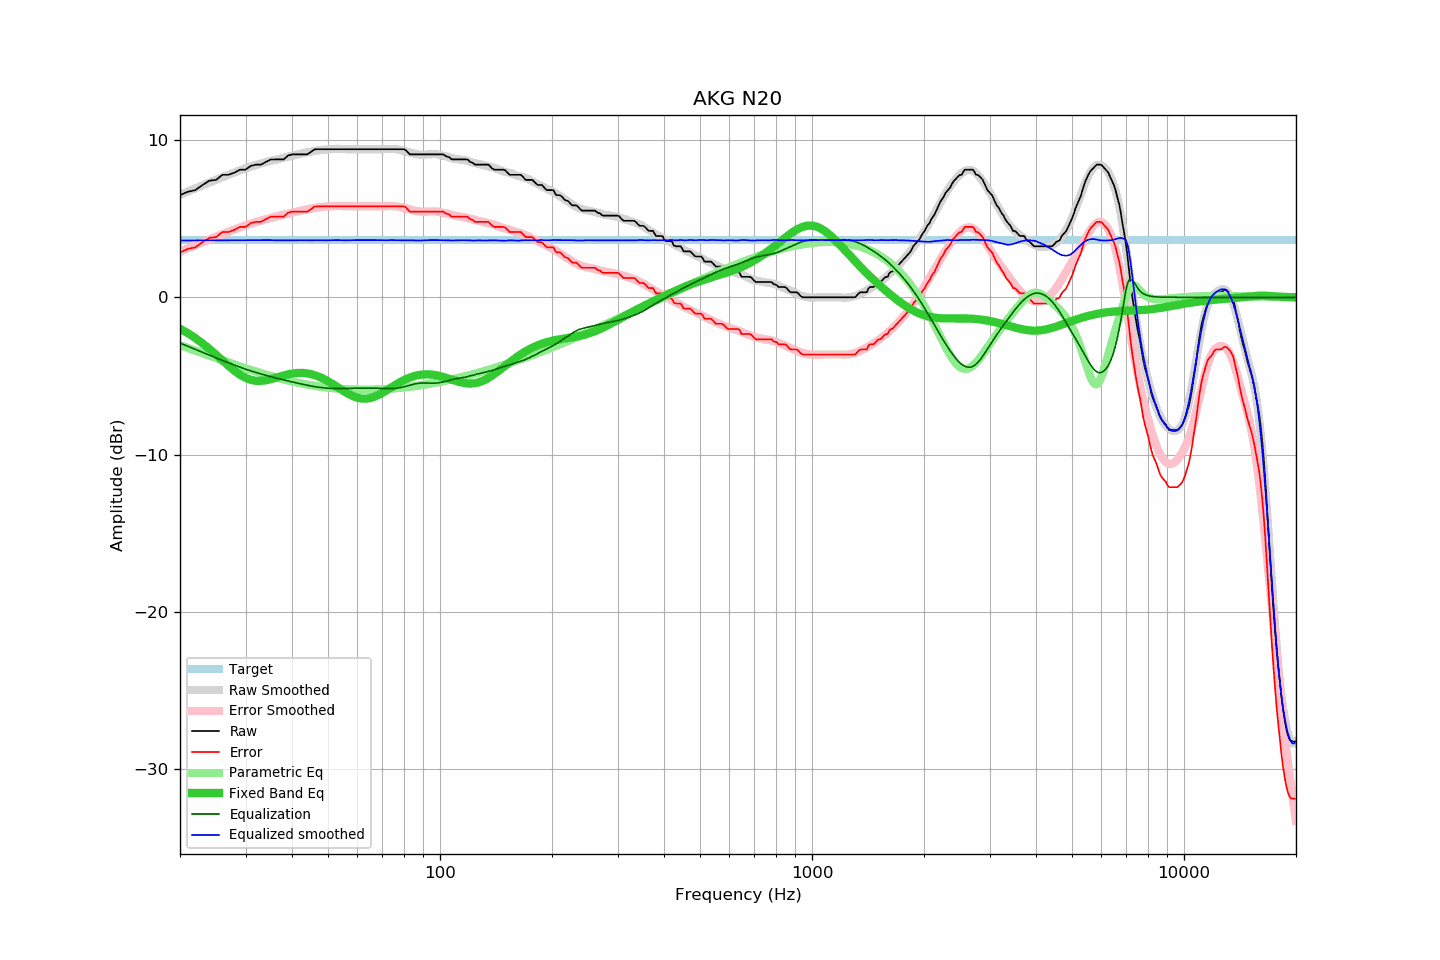 AKG N20
10
0
−10
−20
−30
Amplitude (dBr)
Target
Raw Smoothed
Error Smoothed
Raw
Error
Parametric Eq
Fixed Band Eq
Equalization
Equalized smoothed
100
1000
10000
Frequency (Hz)